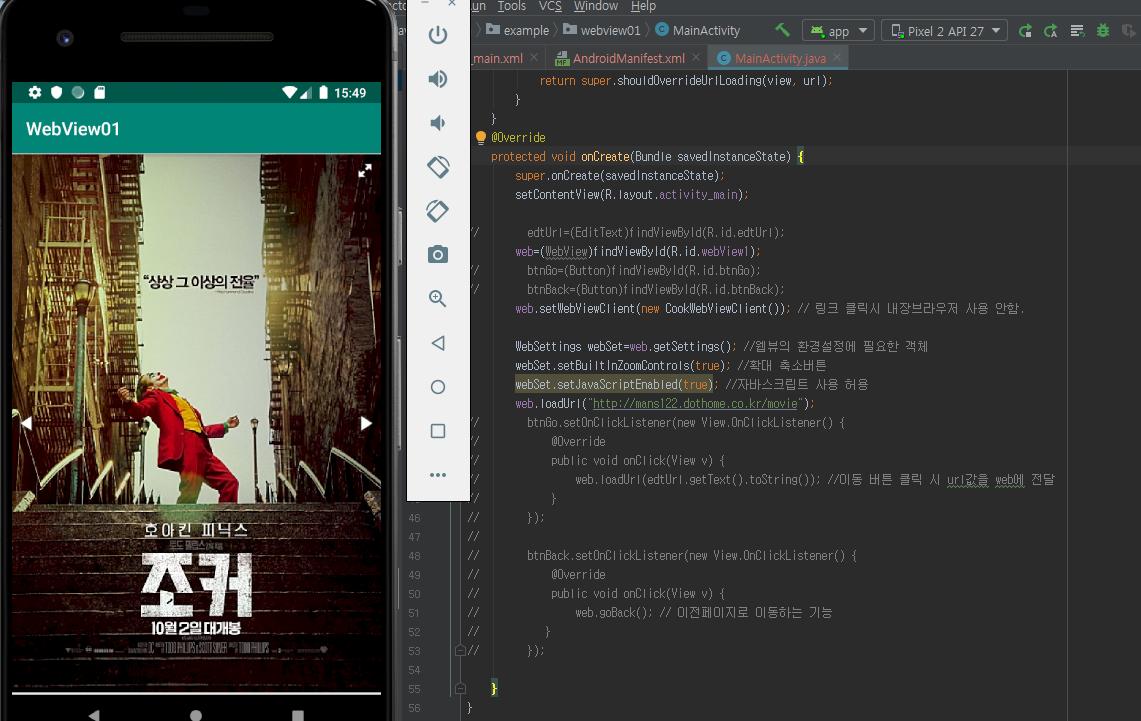 Tools VCS Window Help
example webview01 MainActivity app Pixel 2 API 27
_main.xml AndroidManifest.xml MainActivity.java
15:49
WebView01
"상상 그 이상의 전율"
호아킨 피닉스
조커
10월 2일 대개봉
return super.shouldOverrideUrlLoading(view, url);
}
}
@Override
protected void onCreate(Bundle savedInstanceState) {
super.onCreate(savedInstanceState);
setContentView(R.layout.activity_main);
// edtUrl=(EditText)findViewById(R.id.edtUrl);
web=(WebView)findViewById(R.id.webView1);
// btnGo=(Button)findViewById(R.id.btnGo);
// btnBack=(Button)findViewById(R.id.btnBack);
web.setWebViewClient(new CookWebViewClient()); // 링크 클릭시 내장브라우저 사용 안함.
WebSettings webSet=web.getSettings(); //웹뷰의 환경설정에 필요한 객체
webSet.setBuiltInZoomControls(true); //확대 축소버튼
webSet.setJavaScriptEnabled(true); //자바스크립트 사용 허용
web.loadUrl("http://mans122.dothome.co.kr/movie");
// btnGo.setOnClickListener(new View.OnClickListener() {
// @Override
// public void onClick(View v) {
// web.loadUrl(edtUrl.getText().toString()); //이동 버튼 클릭 시 url값을 web에 전달
// }
46 // });
47 //
48 // btnBack.setOnClickListener(new View.OnClickListener() {
49 // @Override
50 // public void onClick(View v) {
51 // web.goBack(); // 이전페이지로 이동하는 기능
52 // }
53 // });
54
55 }
56 }